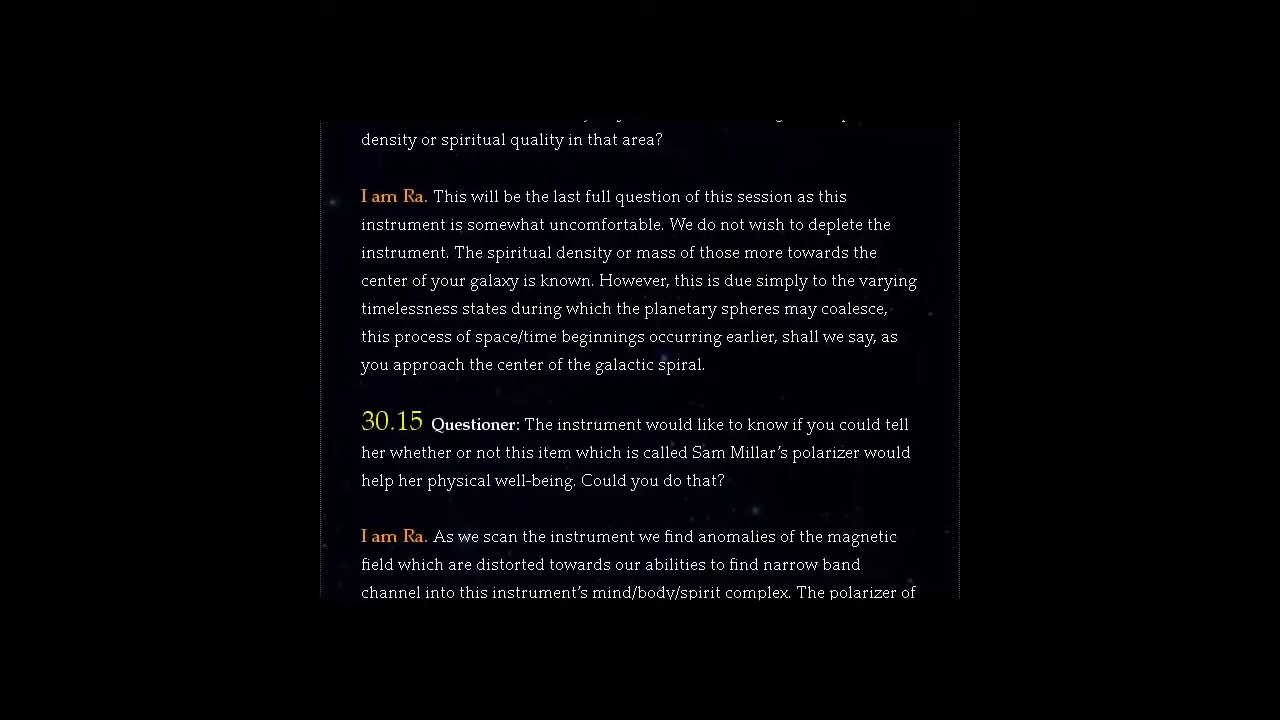 density or spiritual quality in that area?
I am Ra. This will be the last full question of this session as this
instrument is somewhat uncomfortable. We do not wish to deplete the
instrument. The spiritual density or mass of those more towards the
center of your galaxy is known. However, this is due simply to the varying
timelessness states during which the planetary spheres may coalesce,
this process of space/time beginnings occurring earlier, shall we say, as
you approach the center of the galactic spiral.
30.15 Questioner: The instrument would like to know if you could tell
her whether or not this item which is called Sam Millar’s polarizer would
help her physical well-being. Could you do that?
I am Ra. As we scan the instrument we find anomalies of the magnetic
field which are distorted towards our abilities to find narrow band
channel into this instrument’s mind/body/spirit complex. The polarizer of